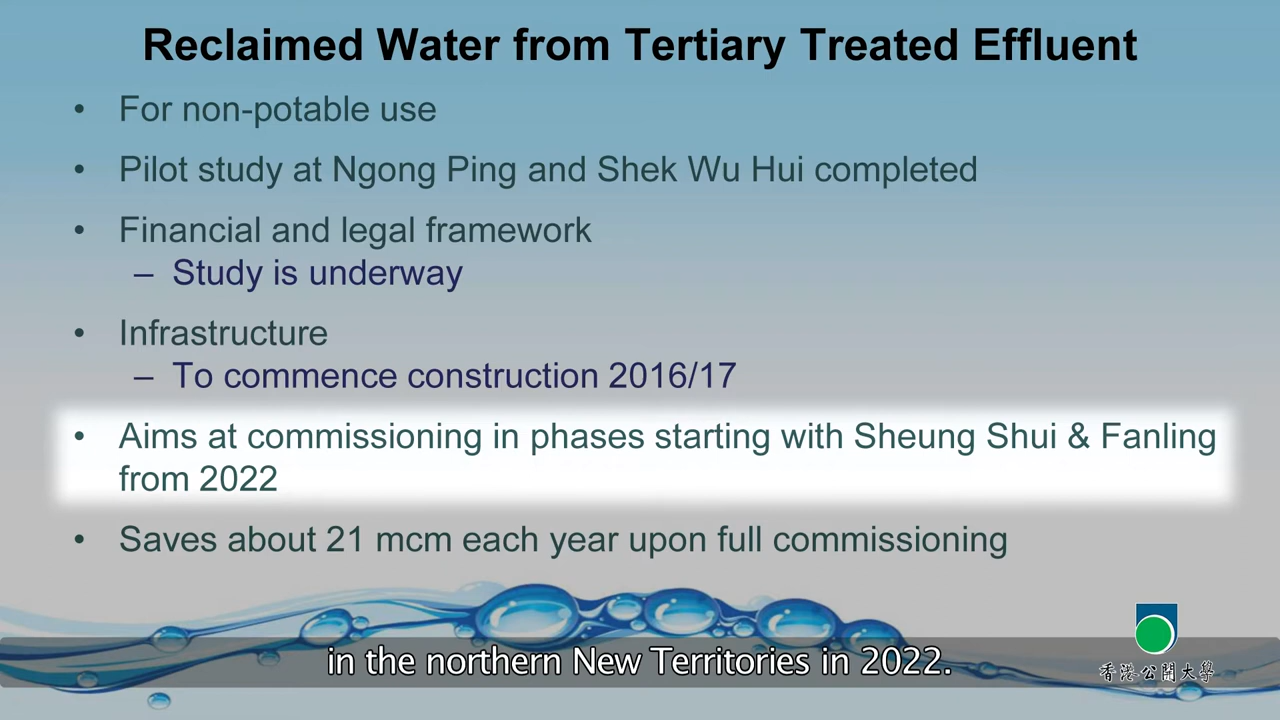 Reclaimed Water from Tertiary Treated Effluent
• For non-potable use
• Pilot study at Ngong Ping and Shek Wu Hui completed
• Financial and legal framework
– Study is underway
• Infrastructure
– To commence construction 2016/17
• Aims at commissioning in phases starting with Sheung Shui & Fanling
from 2022
• Saves about 21 mcm each year upon full commissioning
in the northern New Territories in 2022.
香港公開大學